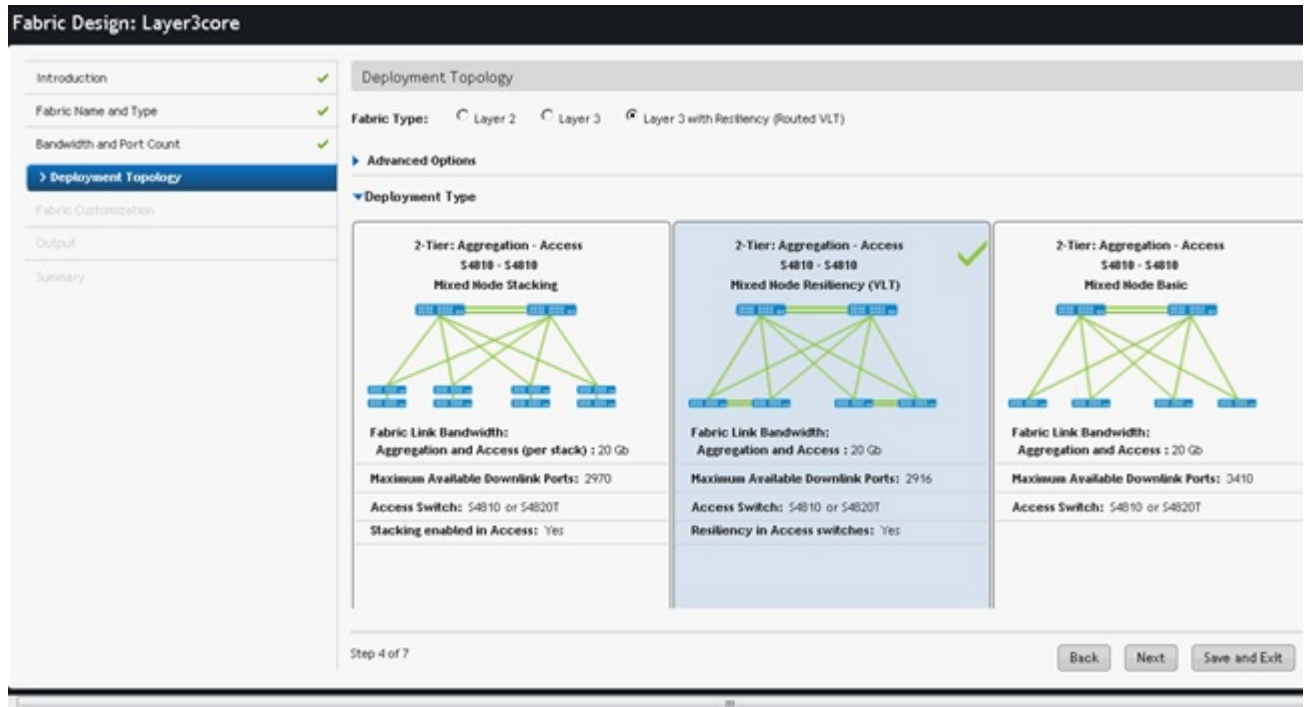 Fabric Design: Layer3core
Introduction
Fabric Name and Type
Bandwidth and Port Count
> Deployment Topology
Fabric Customization
Output
Summary
Deployment Topology
Fabric Type: Layer 2 Layer 3 Layer 3 with Resiliency (Routed VLT)
Advanced Options
Deployment Type
2-Tier: Aggregation - Access
S4810 - S4810
Mixed Node Stacking
Fabric Link Bandwidth:
Aggregation and Access (per stack) : 20 Gb
Maximum Available Downlink Ports: 2970
Access Switch: S4810 or S4820T
Stacking enabled in Access: Yes
2-Tier: Aggregation - Access
S4810 - S4810
Mixed Node Resiliency (VLT)
Fabric Link Bandwidth:
Aggregation and Access : 20 Gb
Maximum Available Downlink Ports: 2916
Access Switch: S4810 or S4820T
Resiliency in Access switches: Yes
2-Tier: Aggregation - Access
S4810 - S4810
Mixed Node Basic
Fabric Link Bandwidth:
Aggregation and Access : 20 Gb
Maximum Available Downlink Ports: 3410
Access Switch: S4810 or S4820T
Step 4 of 7
Back Next Save and Exit